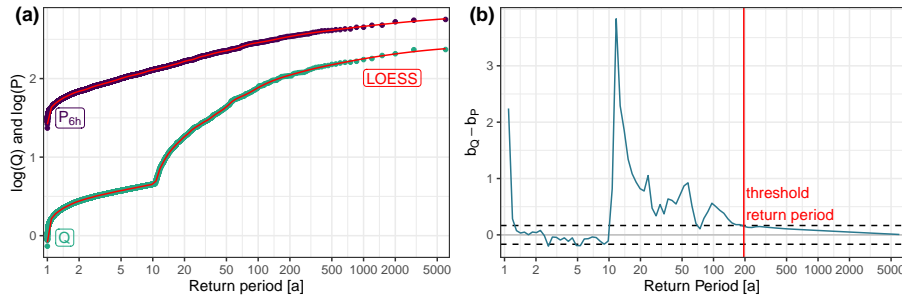 (a)
log(Q) and log(P)
2
1
0
P6h
Q
LOESS
1 2 5 10 20 50 100 200 500 1000 5000
Return period [a]
(b)
bQ − bP
3
2
1
0
threshold
return period
1 2 5 10 20 50 100 200 500 1000 5000
Return Period [a]